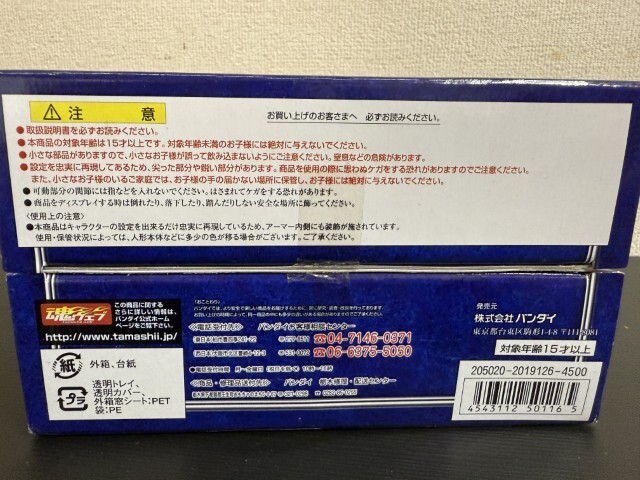 ⚠注意 お買い上げのお客さまへ 必ずお読みください。
●取扱説明書を必ずお読みください。
●本商品の対象年齢は15才以上です。対象年齢未満のお子様には絶対に与えないでください。
●小さな部品がありますので、小さなお子様が誤って飲み込まないようにご注意ください。窒息などの危険があります。
●設定を忠実に再現してあるため、尖った部分や鋭い部分があります。商品を使用の際に思わぬケガをする恐れがありますのでご注意ください。
また、小さなお子様のいるご家庭では、お子様の手の届かない場所に保管し、お子様には絶対に与えないでください。
●可動部分の関節には指などを入れないでください。はさまれてケガをする恐れがあります。
●商品をディスプレイする時は倒れたり、落下したり、踏んだりしない安全な場所に飾ってください。
〈使用上の注意〉
●本商品はキャラクターの設定を出来るだけ忠実に再現しているため、アーマー内側にも装飾が施されています。
使用・保管状況によっては、人形本体などに多少の色が移る場合がございます。ご了承ください。
魂ウェブ
この商品に関する
さらに詳しい情報は、
バンダイ公式ホーム
ページをご覧下さい。
http://www.tamashii.jp/
紙 外箱、台紙
プラ
透明トレイ、
透明カバー、
外箱窓シート:PET
袋:PE
〈おことわり〉
〈電話受付先〉 バンダイお客様相談センター
04-7146-0371
06-6375-5050
発売元
株式会社 バンダイ
東京都台東区駒形1-4-8 〒111-8081
対象年齢15才以上
205020-2019126-4500
4543112 50116 5